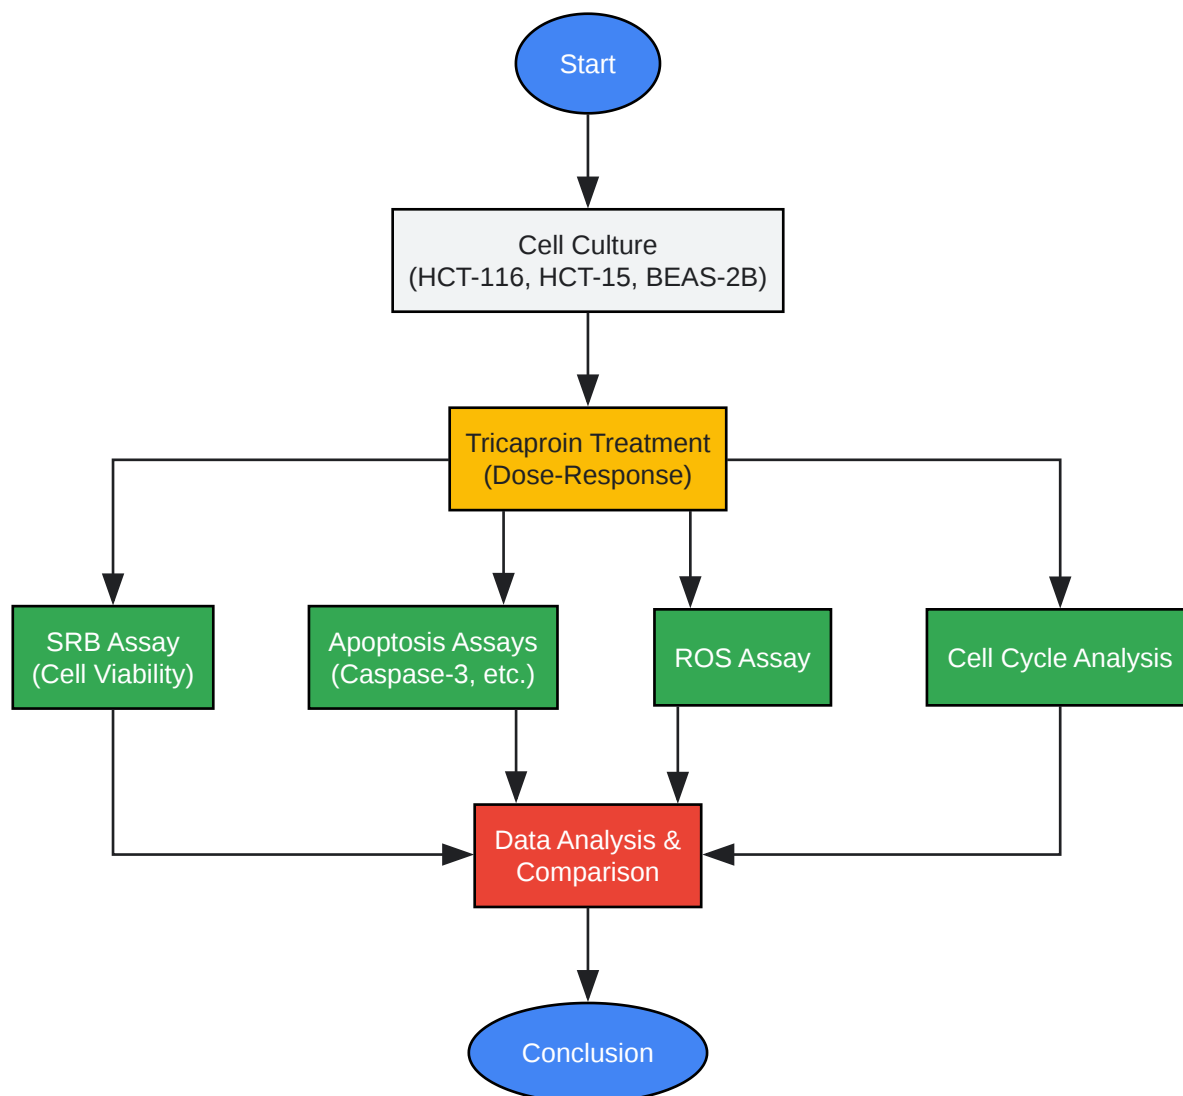 Start
Cell Culture
(HCT-116, HCT-15, BEAS-2B)
Tricaproin Treatment
(Dose-Response)
SRB Assay
(Cell Viability)
Apoptosis Assays
(Caspase-3, etc.)
ROS Assay
Cell Cycle Analysis
Data Analysis &
Comparison
Conclusion